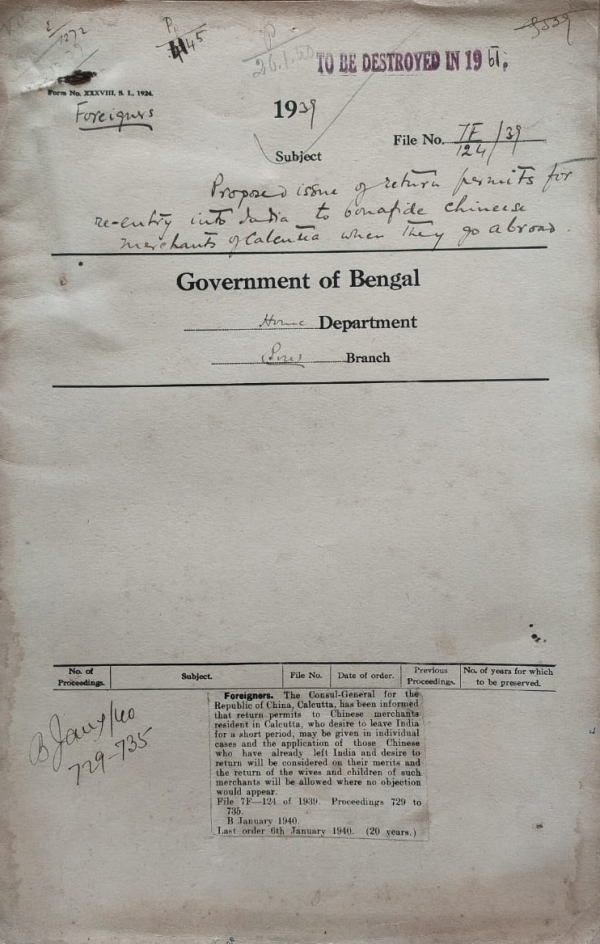 1272
45
26.1.50
5539
TO BE DESTROYED IN 19 61.
Form No. XXXVIII, S. I., 1924.
Foreigners
1939
File No. 7F/124/39
Subject
Proposed issue of return permits for
re-entry into India to bonafide Chineese
merchants of Calcutta when they go abroad.
Government of Bengal
Home Department
Branch
No. of Proceedings.
Subject.
File No.
Date of order.
Previous Proceedings.
No. of years for which to be preserved.
Foreigners. The Consul-General for the
Republic of China, Calcutta, has been informed
that return permits to Chinese merchants
resident in Calcutta, who desire to leave India
for a short period, may be given in individual
cases and the application of those Chinese
who have already left India and desire to
return will be considered on their merits and
the return of the wives and children of such
merchants will be allowed where no objection
would appear.
File 7F—124 of 1939 Proceedings 729 to
735.
B January 1940.
Last order 6th January 1940. (20 years.)
B Jany/40
729-735